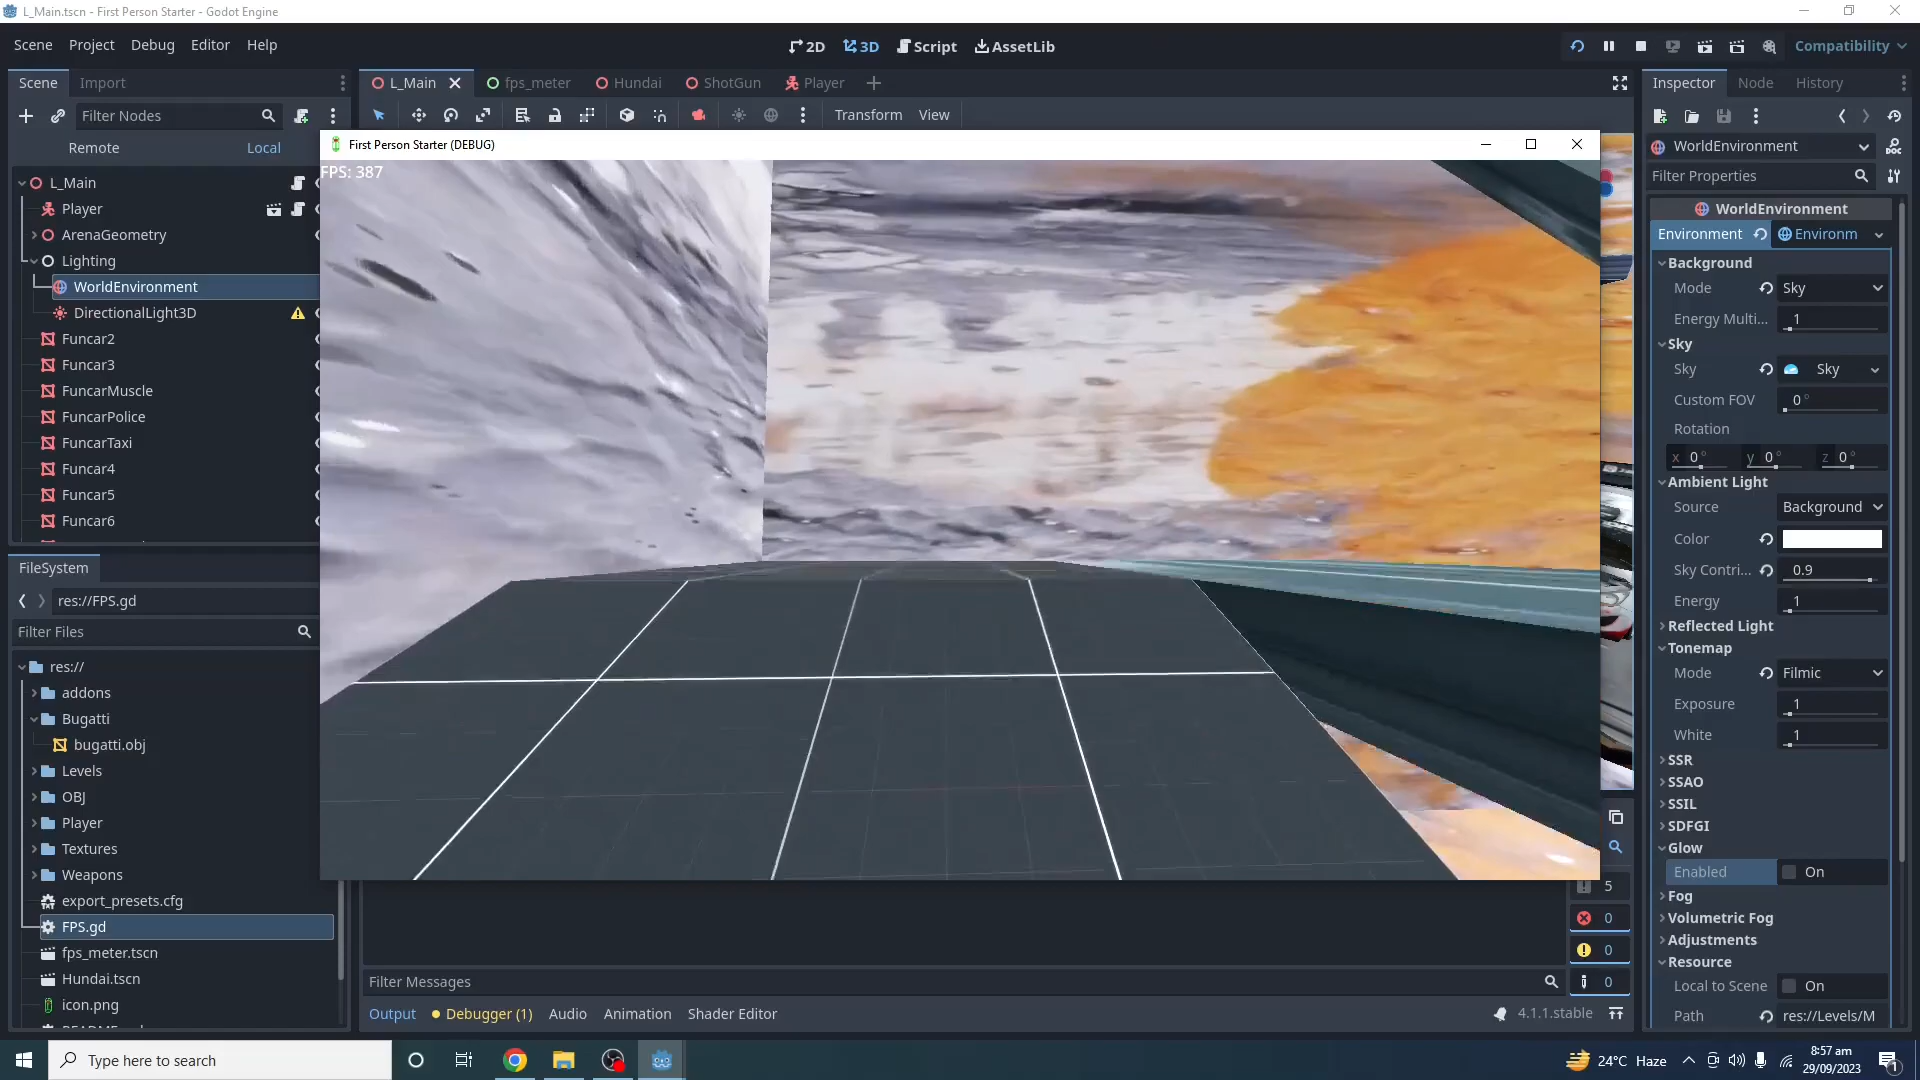 L_Main.tscn - First Person Starter - Godot Engine
Scene Project Debug Editor Help
2D 3D Script AssetLib
Compatibility
Scene Import
L_Main fps_meter Hundai ShotGun Player
Inspector Node History
Filter Nodes
Transform View
Remote Local
First Person Starter (DEBUG)
FPS: 387
L_Main
Player
ArenaGeometry
Lighting
WorldEnvironment
DirectionalLight3D
Funcar2
Funcar3
FuncarMuscle
FuncarPolice
FuncarTaxi
Funcar4
Funcar5
Funcar6
FileSystem
res://FPS.gd
Filter Files
res://
addons
Bugatti
bugatti.obj
Levels
OBJ
Player
Textures
Weapons
export_presets.cfg
FPS.gd
fps_meter.tscn
Hundai.tscn
icon.png
WorldEnvironment
DOC
Filter Properties
WorldEnvironment
Environment Environm
Background
Mode Sky
Energy Multi... 1
Sky
Sky Sky
Custom FOV 0 °
Rotation
x 0 ° y 0 ° z 0 °
Ambient Light
Source Background
Color
Sky Contri... 0.9
Energy 1
Reflected Light
Tonemap
Mode Filmic
Exposure 1
White 1
SSR
SSAO
SSIL
SDFGI
Glow
Enabled On
Fog
Volumetric Fog
Adjustments
Resource
Local to Scene On
Path res://Levels/M
5
0
0
0
Filter Messages
Output Debugger (1) Audio Animation Shader Editor
4.1.1.stable
Type here to search
24°C Haze
8:57 am
29/09/2023
1